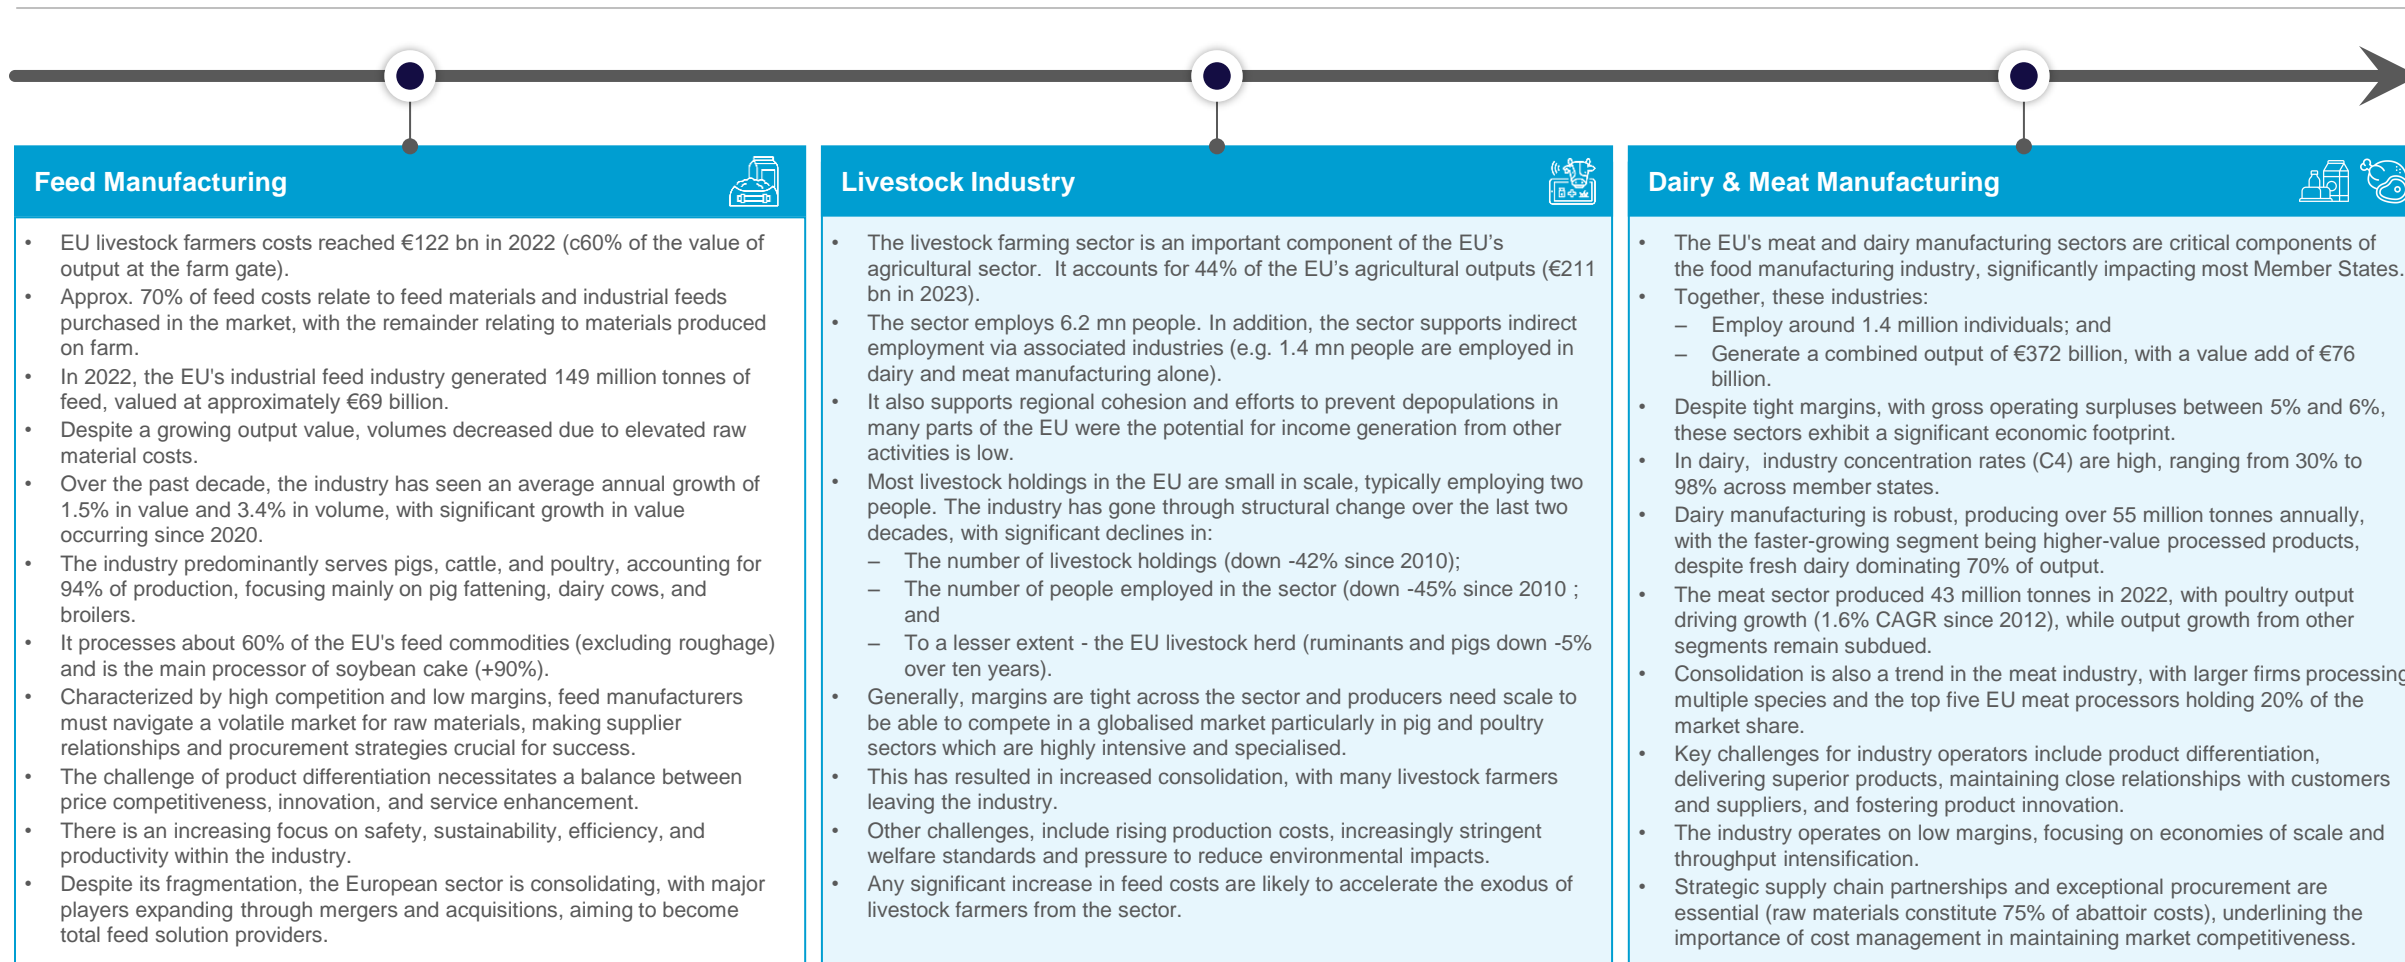 Feed Manufacturing
• EU livestock farmers costs reached €122 bn in 2022 (c60% of the value of
output at the farm gate).
• Approx. 70% of feed costs relate to feed materials and industrial feeds
purchased in the market, with the remainder relating to materials produced
on farm.
• In 2022, the EU's industrial feed industry generated 149 million tonnes of
feed, valued at approximately €69 billion.
• Despite a growing output value, volumes decreased due to elevated raw
material costs.
• Over the past decade, the industry has seen an average annual growth of
1.5% in value and 3.4% in volume, with significant growth in value
occurring since 2020.
• The industry predominantly serves pigs, cattle, and poultry, accounting for
94% of production, focusing mainly on pig fattening, dairy cows, and
broilers.
• It processes about 60% of the EU's feed commodities (excluding roughage)
and is the main processor of soybean cake (+90%).
• Characterized by high competition and low margins, feed manufacturers
must navigate a volatile market for raw materials, making supplier
relationships and procurement strategies crucial for success.
• The challenge of product differentiation necessitates a balance between
price competitiveness, innovation, and service enhancement.
• There is an increasing focus on safety, sustainability, efficiency, and
productivity within the industry.
• Despite its fragmentation, the European sector is consolidating, with major
players expanding through mergers and acquisitions, aiming to become
total feed solution providers.
Livestock Industry
• The livestock farming sector is an important component of the EU's
agricultural sector.  It accounts for 44% of the EU's agricultural outputs (€211
bn in 2023).
• The sector employs 6.2 mn people. In addition, the sector supports indirect
employment via associated industries (e.g. 1.4 mn people are employed in
dairy and meat manufacturing alone).
• It also supports regional cohesion and efforts to prevent depopulations in
many parts of the EU were the potential for income generation from other
activities is low.
• Most livestock holdings in the EU are small in scale, typically employing two
people. The industry has gone through structural change over the last two
decades, with significant declines in:
– The number of livestock holdings (down -42% since 2010);
– The number of people employed in the sector (down -45% since 2010 ;
and
– To a lesser extent - the EU livestock herd (ruminants and pigs down -5%
over ten years).
• Generally, margins are tight across the sector and producers need scale to
be able to compete in a globalised market particularly in pig and poultry
sectors which are highly intensive and specialised.
• This has resulted in increased consolidation, with many livestock farmers
leaving the industry.
• Other challenges, include rising production costs, increasingly stringent
welfare standards and pressure to reduce environmental impacts.
• Any significant increase in feed costs are likely to accelerate the exodus of
livestock farmers from the sector.
Dairy & Meat Manufacturing
• The EU's meat and dairy manufacturing sectors are critical components of
the food manufacturing industry, significantly impacting most Member States.
• Together, these industries:
– Employ around 1.4 million individuals; and
– Generate a combined output of €372 billion, with a value add of €76
billion.
• Despite tight margins, with gross operating surpluses between 5% and 6%,
these sectors exhibit a significant economic footprint.
• In dairy,  industry concentration rates (C4) are high, ranging from 30% to
98% across member states.
• Dairy manufacturing is robust, producing over 55 million tonnes annually,
with the faster-growing segment being higher-value processed products,
despite fresh dairy dominating 70% of output.
• The meat sector produced 43 million tonnes in 2022, with poultry output
driving growth (1.6% CAGR since 2012), while output growth from other
segments remain subdued.
• Consolidation is also a trend in the meat industry, with larger firms processing
multiple species and the top five EU meat processors holding 20% of the
market share.
• Key challenges for industry operators include product differentiation,
delivering superior products, maintaining close relationships with customers
and suppliers, and fostering product innovation.
• The industry operates on low margins, focusing on economies of scale and
throughput intensification.
• Strategic supply chain partnerships and exceptional procurement are
essential (raw materials constitute 75% of abattoir costs), underlining the
importance of cost management in maintaining market competitiveness.